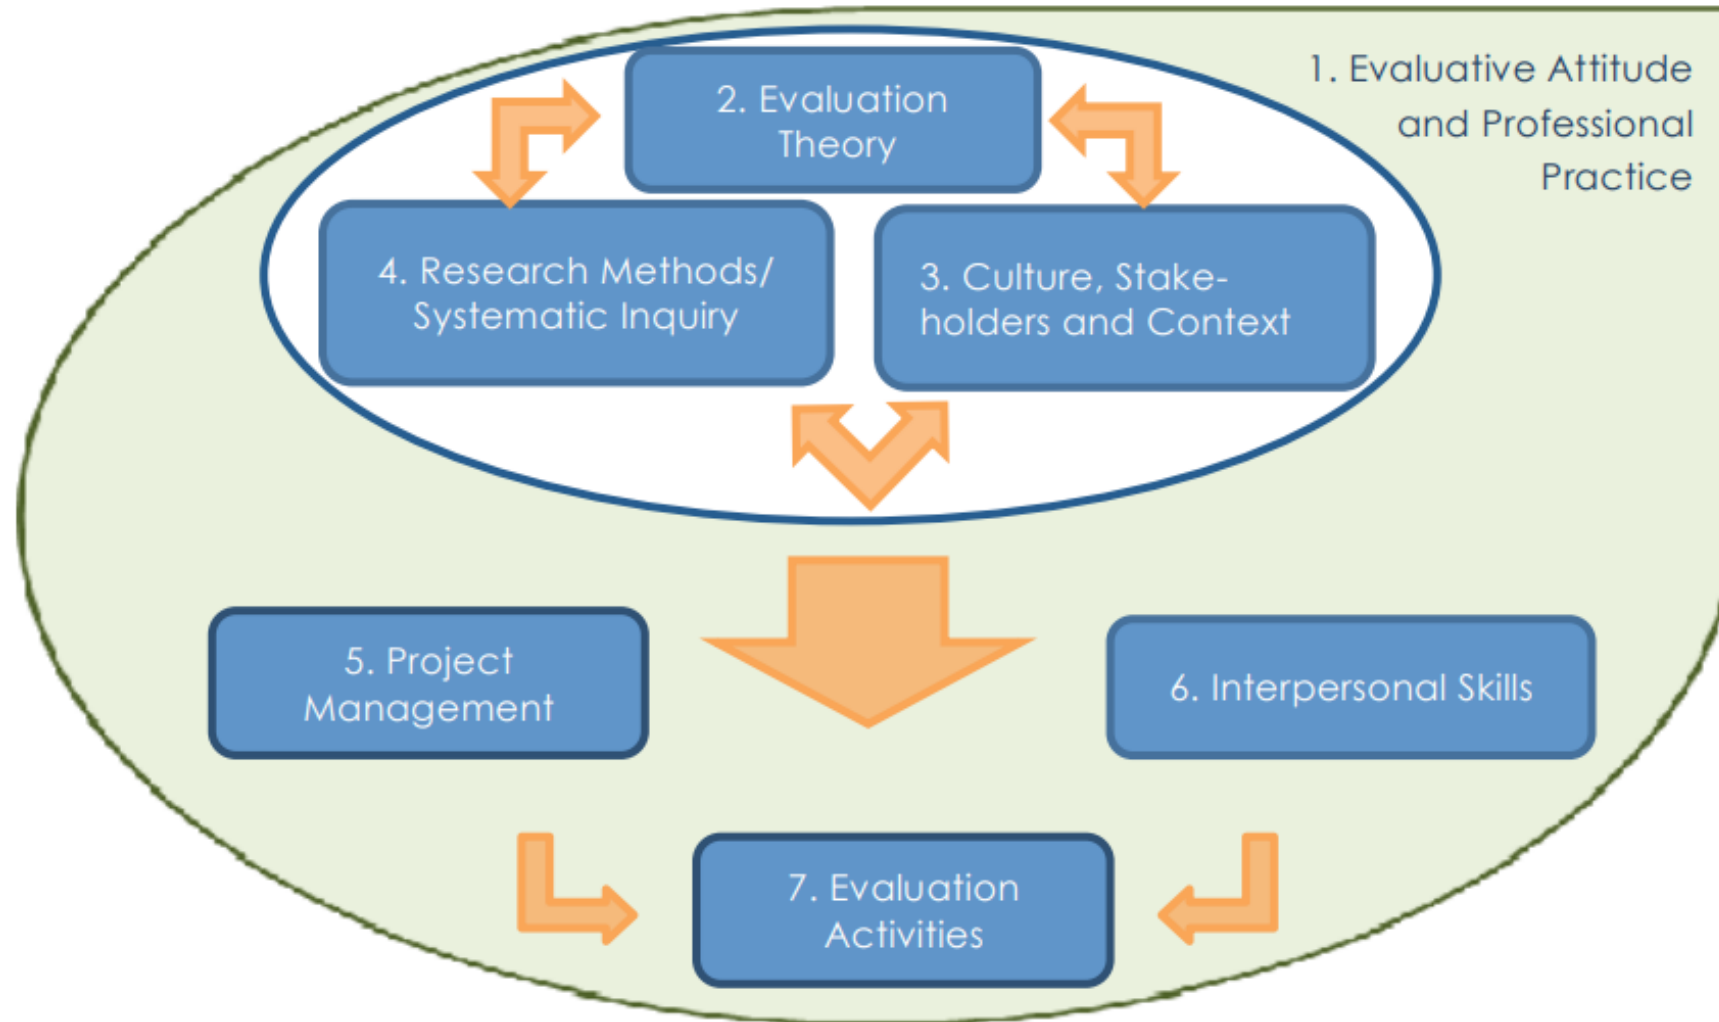 1. Evaluative Attitude
and Professional
Practice
2. Evaluation
Theory
4. Research Methods/
Systematic Inquiry
3. Culture, Stake-
holders and Context
5. Project
Management
6. Interpersonal Skills
7. Evaluation
Activities